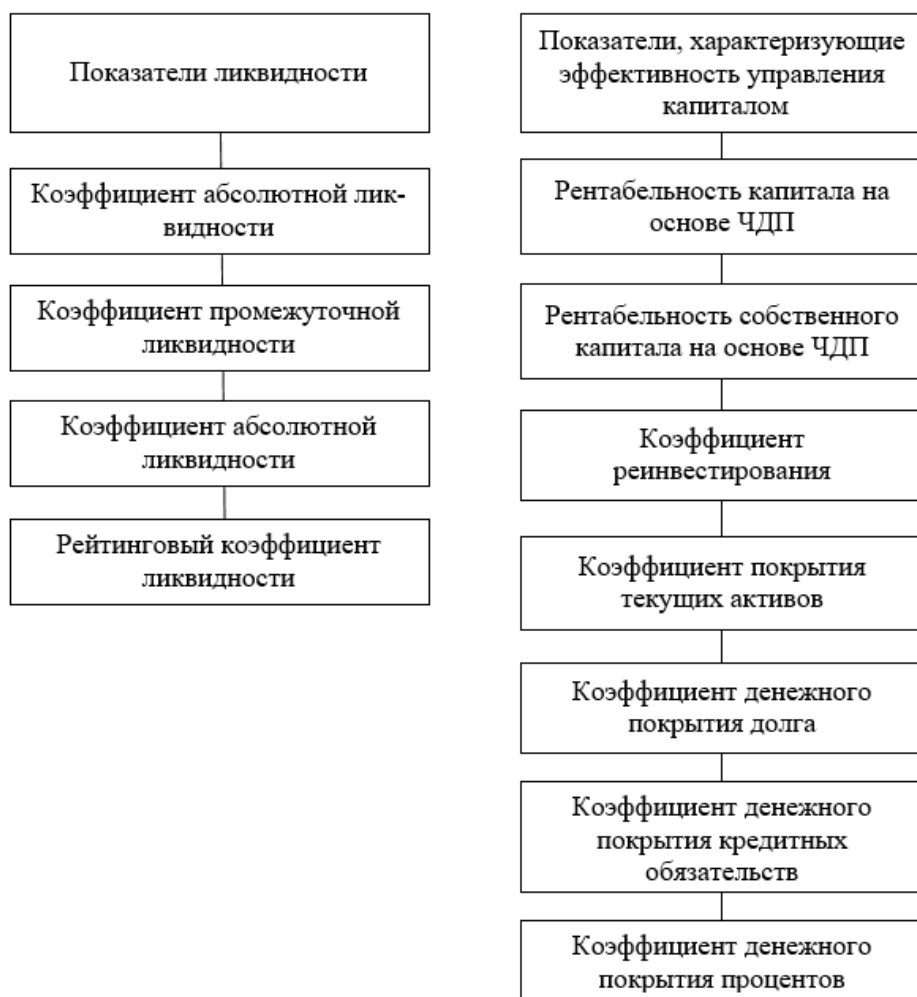 Показатели ликвидности
Коэффициент абсолютной лик-
видности
Коэффициент промежуточной
ликвидности
Коэффициент абсолютной
ликвидности
Рейтинговый коэффициент
ликвидности
Показатели, характеризующие
эффективность управления
капиталом
Рентабельность капитала на
основе ЧДП
Рентабельность собственного
капитала на основе ЧДП
Коэффициент
реинвестирования
Коэффициент покрытия
текущих активов
Коэффициент денежного
покрытия долга
Коэффициент денежного
покрытия кредитных
обязательств
Коэффициент денежного
покрытия процентов